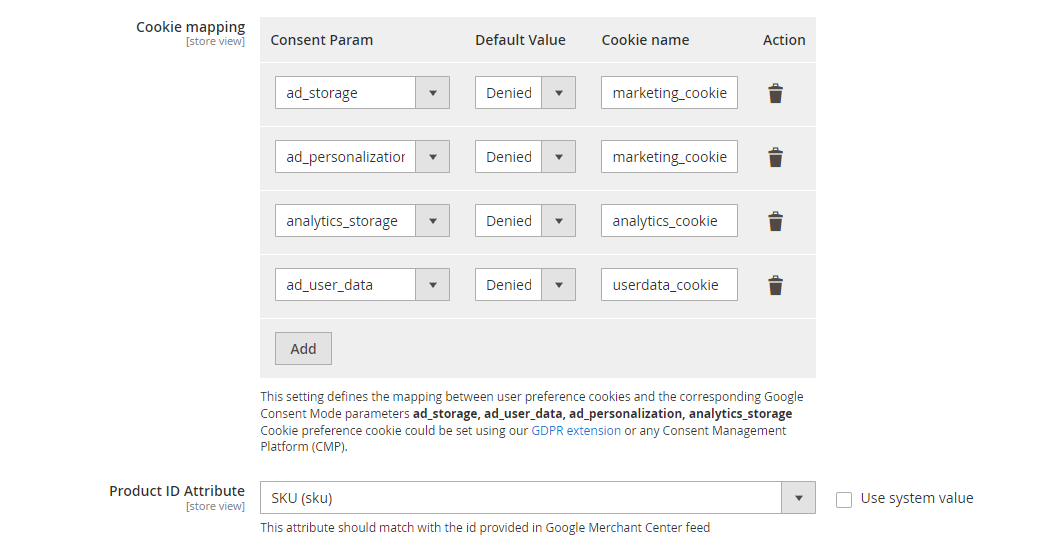 Cookie mapping
[store view]
Consent Param Default Value Cookie name Action
ad_storage Denied marketing_cookie
ad_personalization Denied marketing_cookie
analytics_storage Denied analytics_cookie
ad_user_data Denied userdata_cookie
Add
This setting defines the mapping between user preference cookies and the corresponding Google
Consent Mode parameters ad_storage, ad_user_data, ad_personalization, analytics_storage
Cookie preference cookie could be set using our GDPR extension or any Consent Management
Platform (CMP).
Product ID Attribute
[store view]
SKU (sku)
Use system value
This attribute should match with the id provided in Google Merchant Center feed